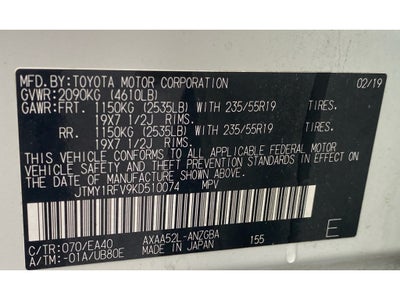 MFD.BY:TOYOTA MOTOR CORPORATION 02/19
GVWR:2090KG (4610LB)
GAWR:FRT. 1150KG (2535LB) WITH 235/55R19 TIRES.
19X7 1/2J RIMS.
RR. 1150KG (2535LB) WITH 235/55R19 TIRES.
19X7 1/2J RIMS.
THIS VEHICLE CONFORMS TO ALL APPLICABLE FEDERAL MOTOR
VEHICLE SAFETY AND THEFT PREVENTION STANDARDS IN EFFECT
ON THE DATE OF MANUFACTURE SHOWN ABOVE.
JTMY1RFV9KD510074 MPV
C/TR:070/EA40 AXAA52L-ANZGBA
A/TM:-01A/UB80E MADE IN JAPAN 155 E